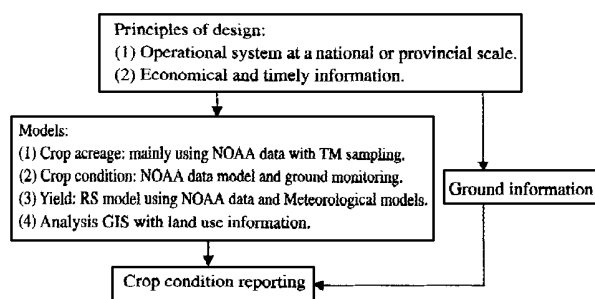 Principles of design:
(1) Operational system at a national or provincial scale.
(2) Economical and timely information.
Models:
(1) Crop acreage: mainly using NOAA data with TM sampling.
(2) Crop condition: NOAA data model and ground monitoring.
(3) Yield: RS model using NOAA data and Meteorological models.
(4) Analysis GIS with land use information.
Ground information
Crop condition reporting